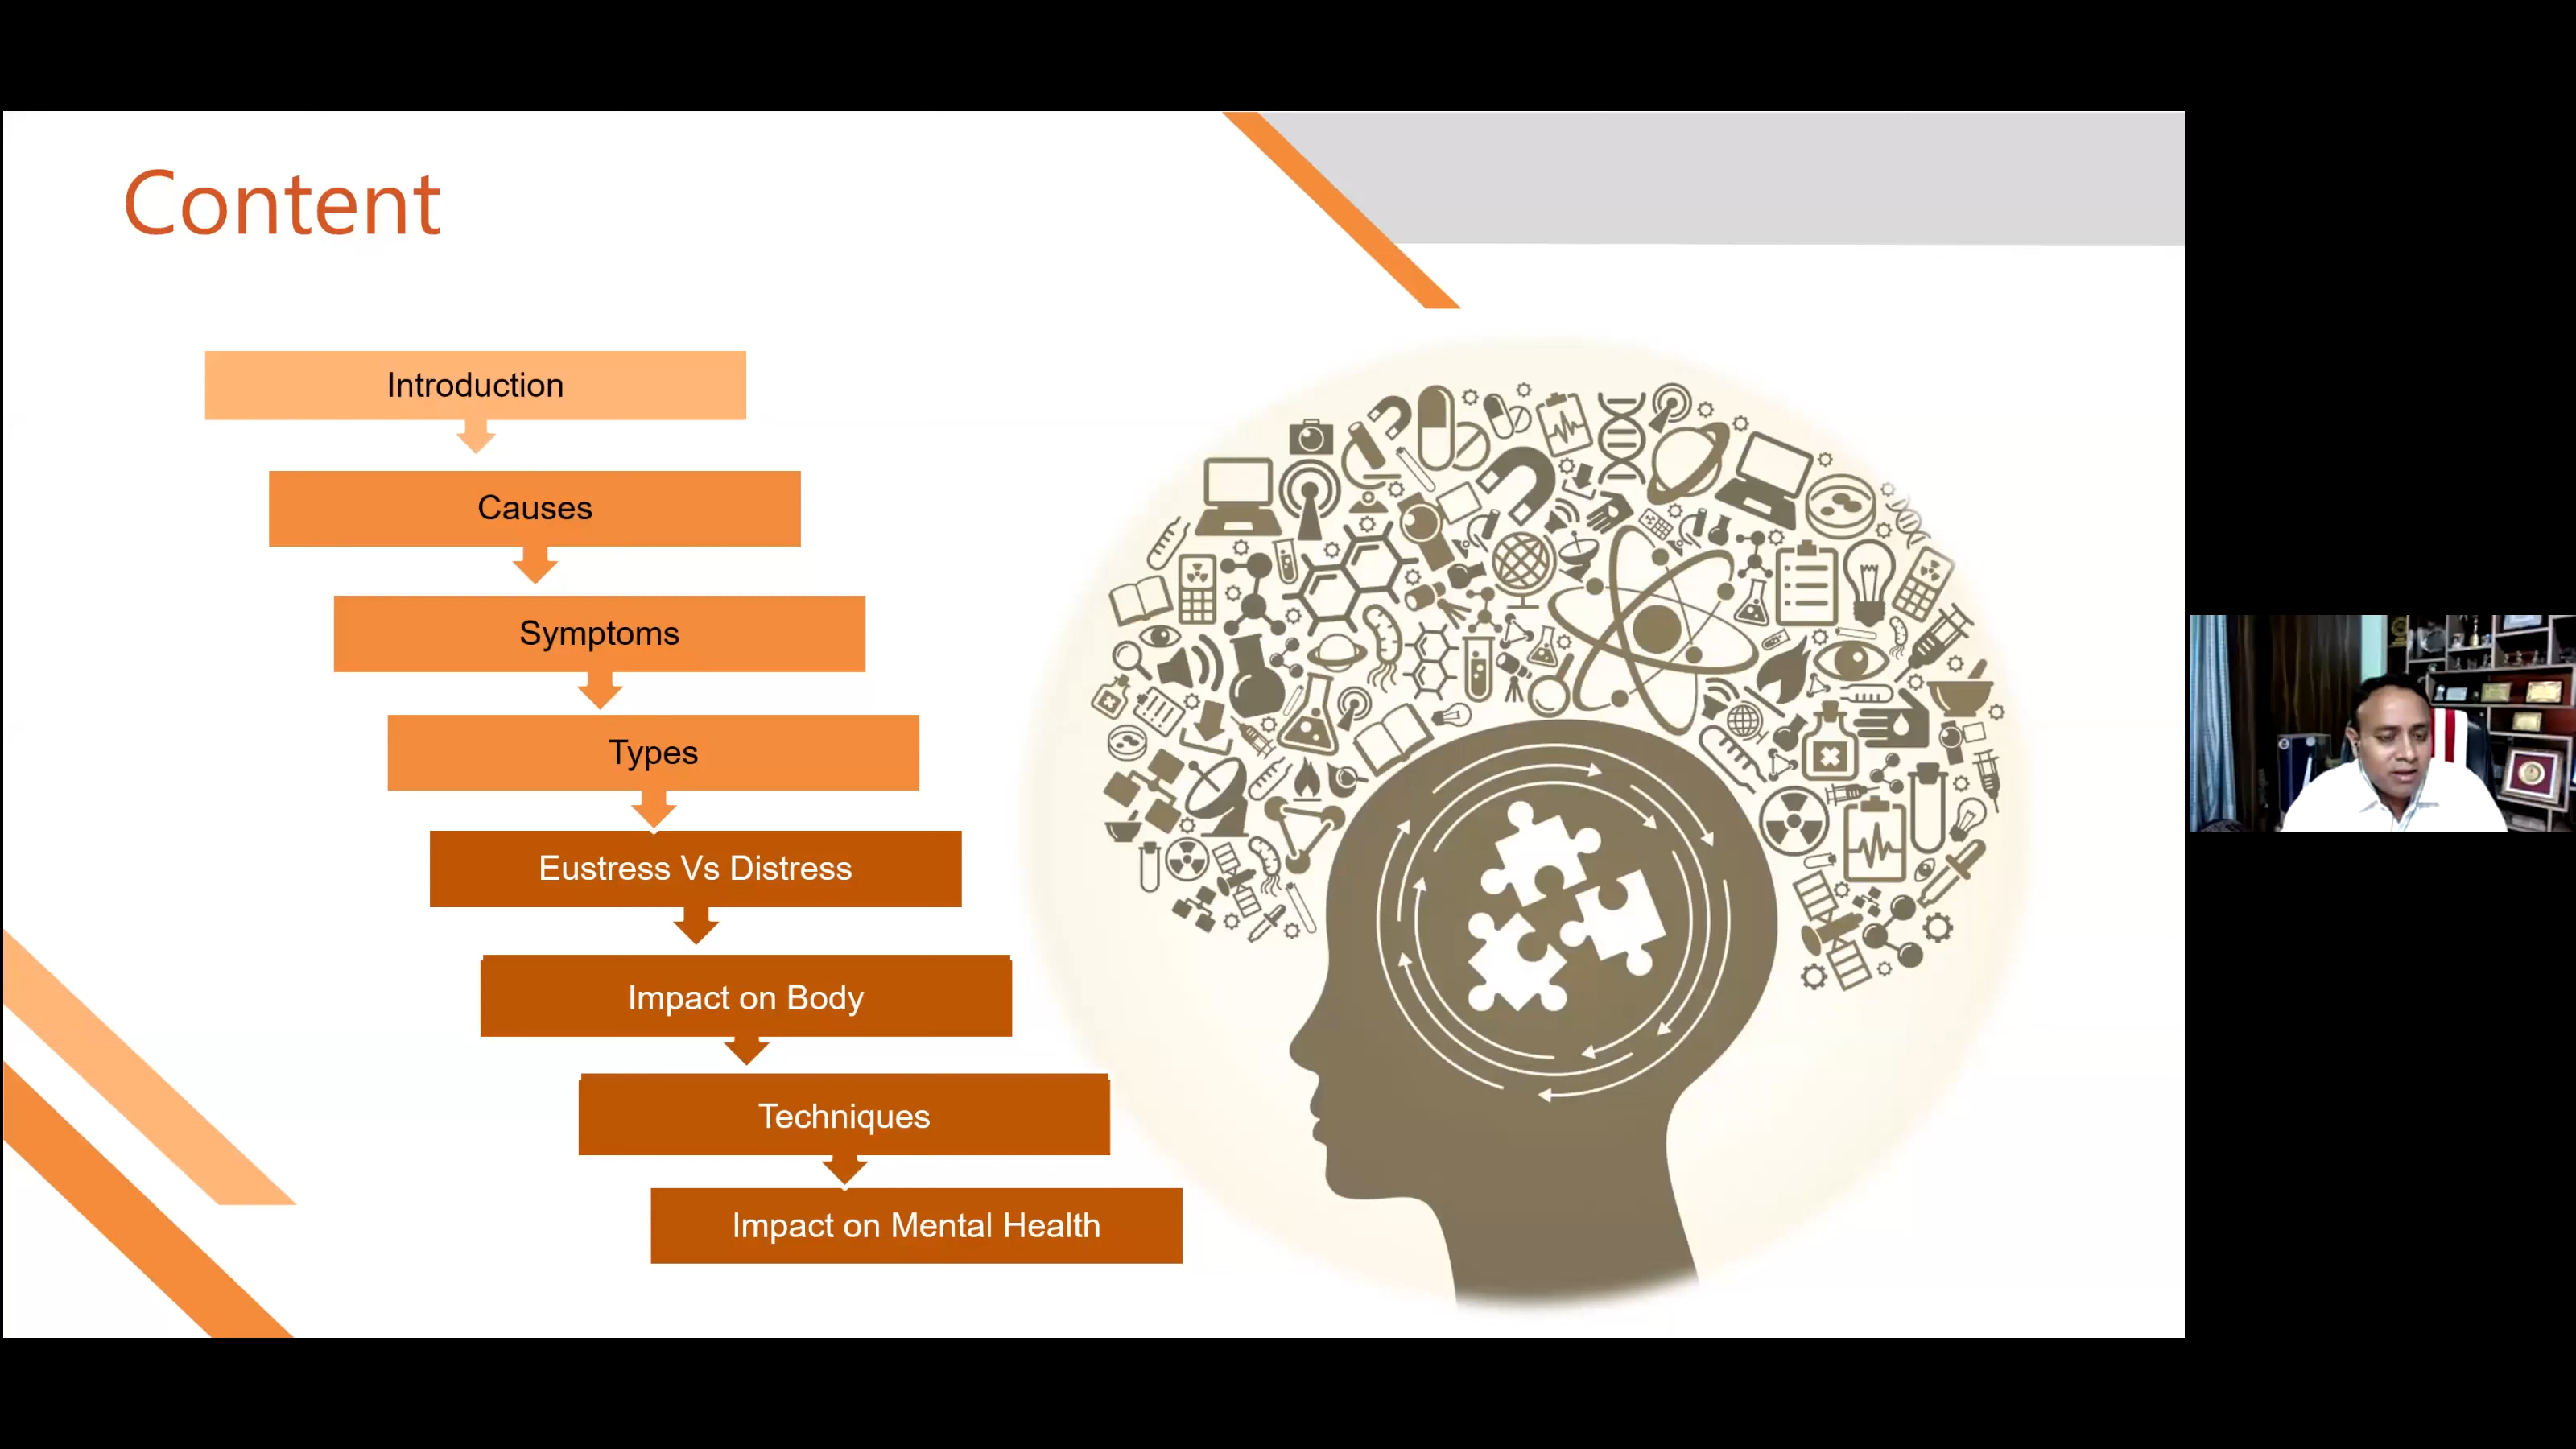 Content
Introduction
Causes
Symptoms
Types
Eustress Vs Distress
Impact on Body
Techniques
Impact on Mental Health